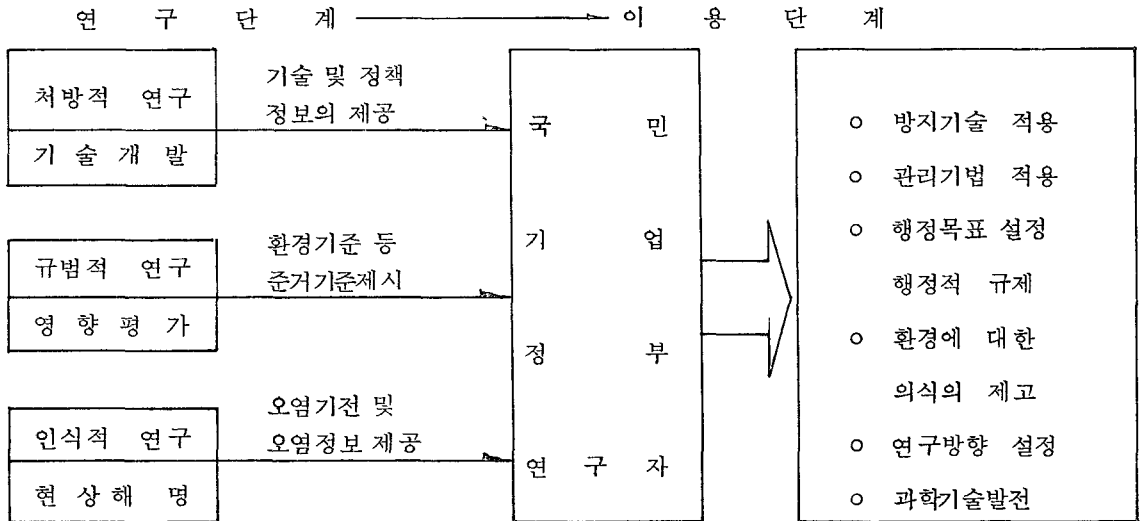 연 구 단 계 이 용 단 계
처방적 연구
기 술 개 발
기술 및 정책
정보의 제공
규범적 연구
영 향 평 가
환경기준 등
준거기준제시
인식적 연구
현 상 해 명
오염기전 및
오염정보 제공
국 민
기 업
정 부
연 구 자
o 방지기술 적용
o 관리기법 적용
o 행정목표 설정
행정적 규제
o 환경에 대한
의식의 제고
o 연구방향 설정
o 과학기술발전